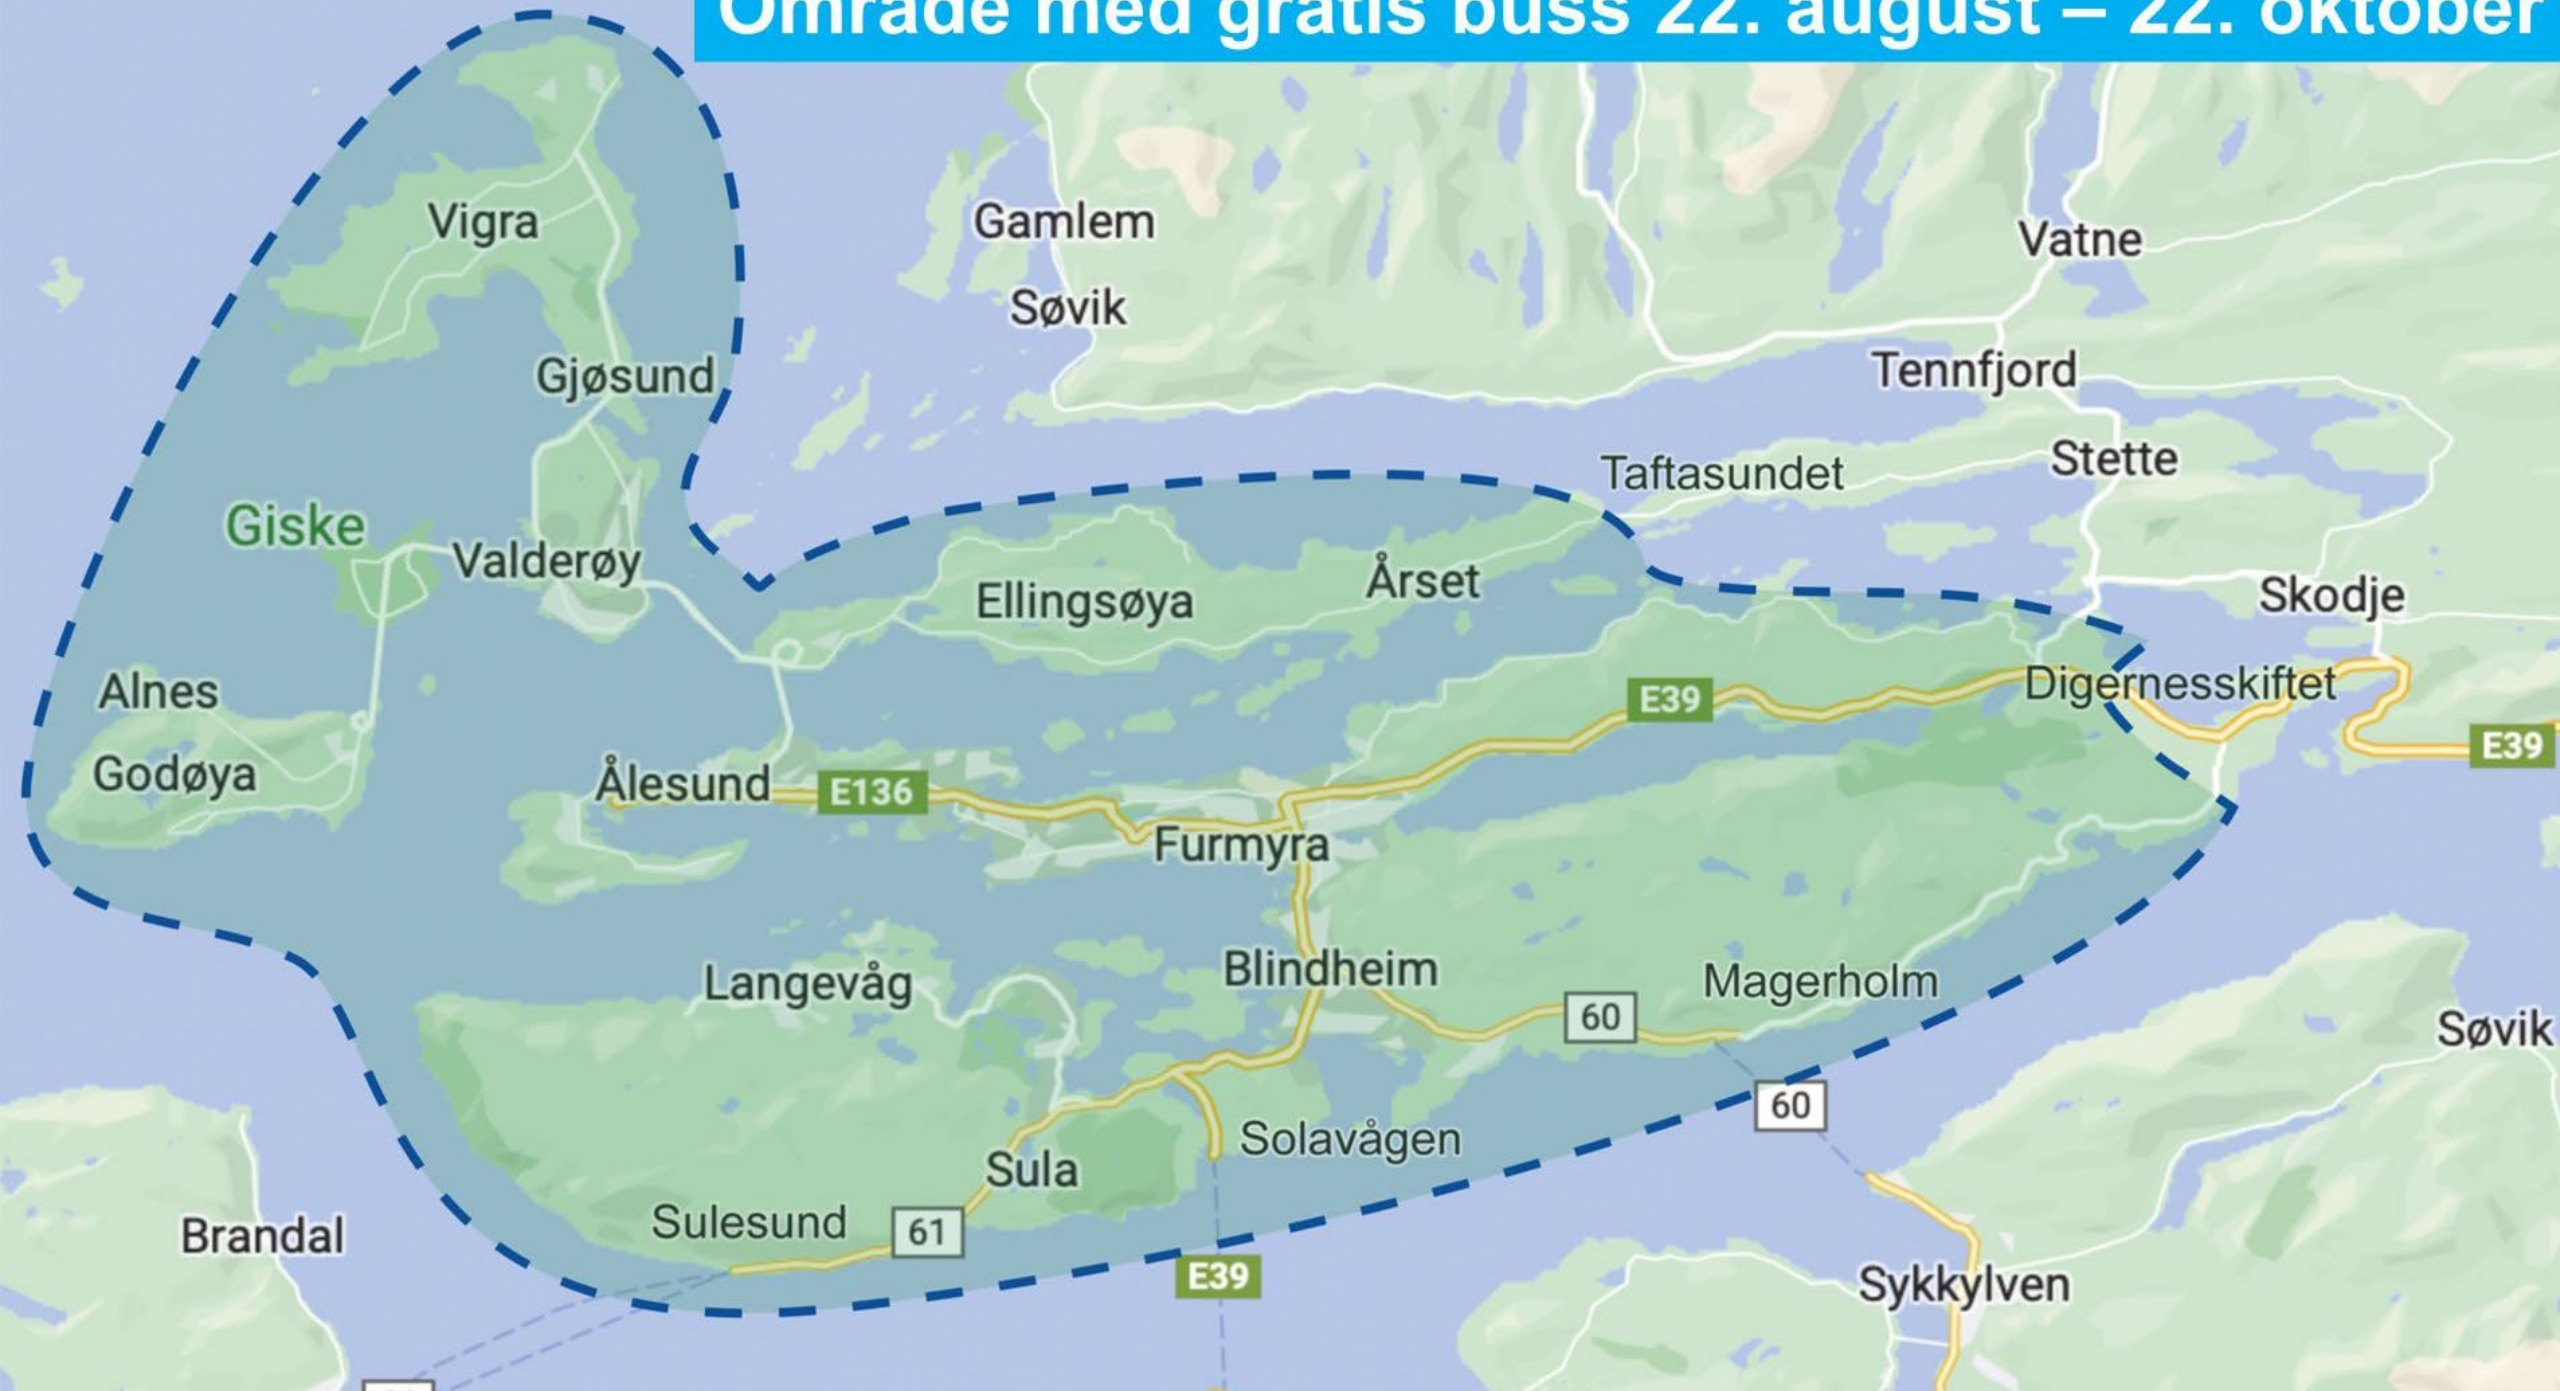 Område med gratis buss 22. august – 22. oktober
Vigra
Gamlem
Vatne
Søvik
Gjøsund
Tennfjord
Taftasundet
Stette
Giske
Valderøy
Årset
Ellingsøya
Skodje
Alnes
E39
Digernesskiftet
E39
Godøya
Ålesund
E136
Furmyra
Langevåg
Blindheim
Magerholm
60
Søvik
60
Solavågen
Sula
Sulesund
61
Brandal
E39
Sykkylven